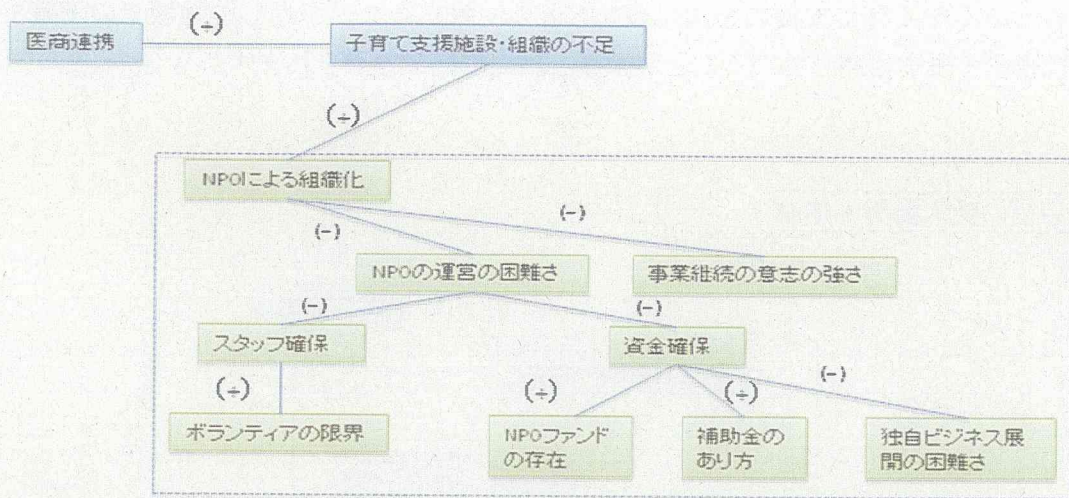 医商連携
(+)
子育て支援施設・組織の不足
(+)
NPOによる組織化
(-)
(-)
NPOの運営の困難さ
事業継続の意志の強さ
(-)
(-)
スタッフ確保
資金確保
(+)
(+)
(+)
(-)
ボランティアの限界
NPOファンド
の存在
補助金の
あり方
独自ビジネス展
開の困難さ